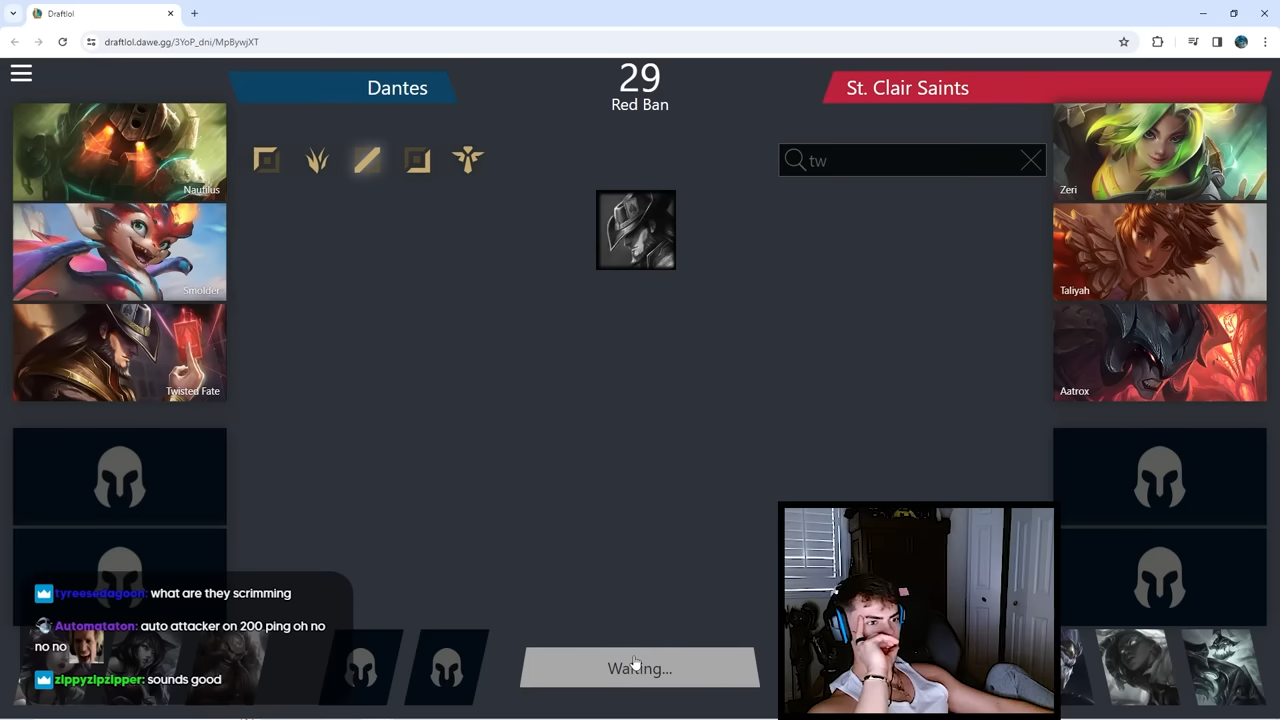 Draftlol
draftlol.dawe.gg/3YoP_dni/MpBywjXT
Dantes
29
Red Ban
St. Clair Saints
tw
Nautilus
Smolder
Twisted Fate
Zeri
Taliyah
Aatrox
tyreesedagoon: what are they scrimming
Automataton: auto attacker on 200 ping oh no
no no
zippyzipzipper: sounds good
Waiting...